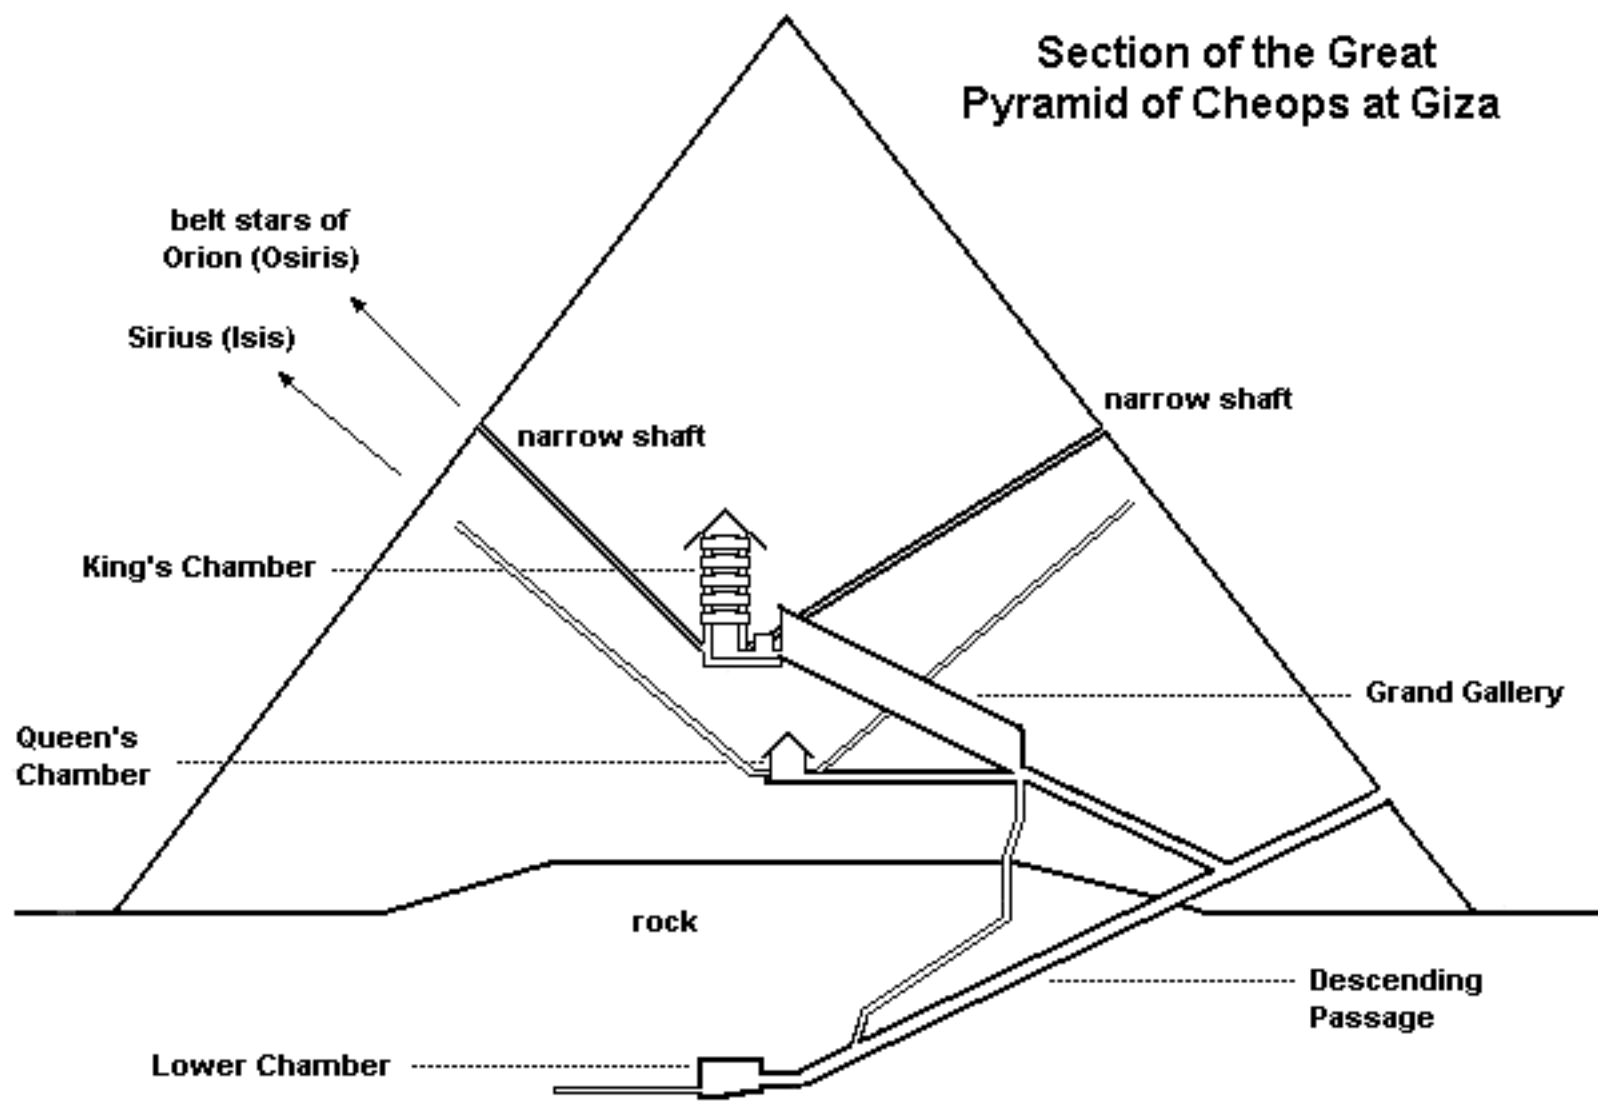 Section of the Great
Pyramid of Cheops at Giza
belt stars of
Orion (Osiris)
Sirius (Isis)
narrow shaft
narrow shaft
King's Chamber
Grand Gallery
Queen's
Chamber
rock
Descending
Passage
Lower Chamber